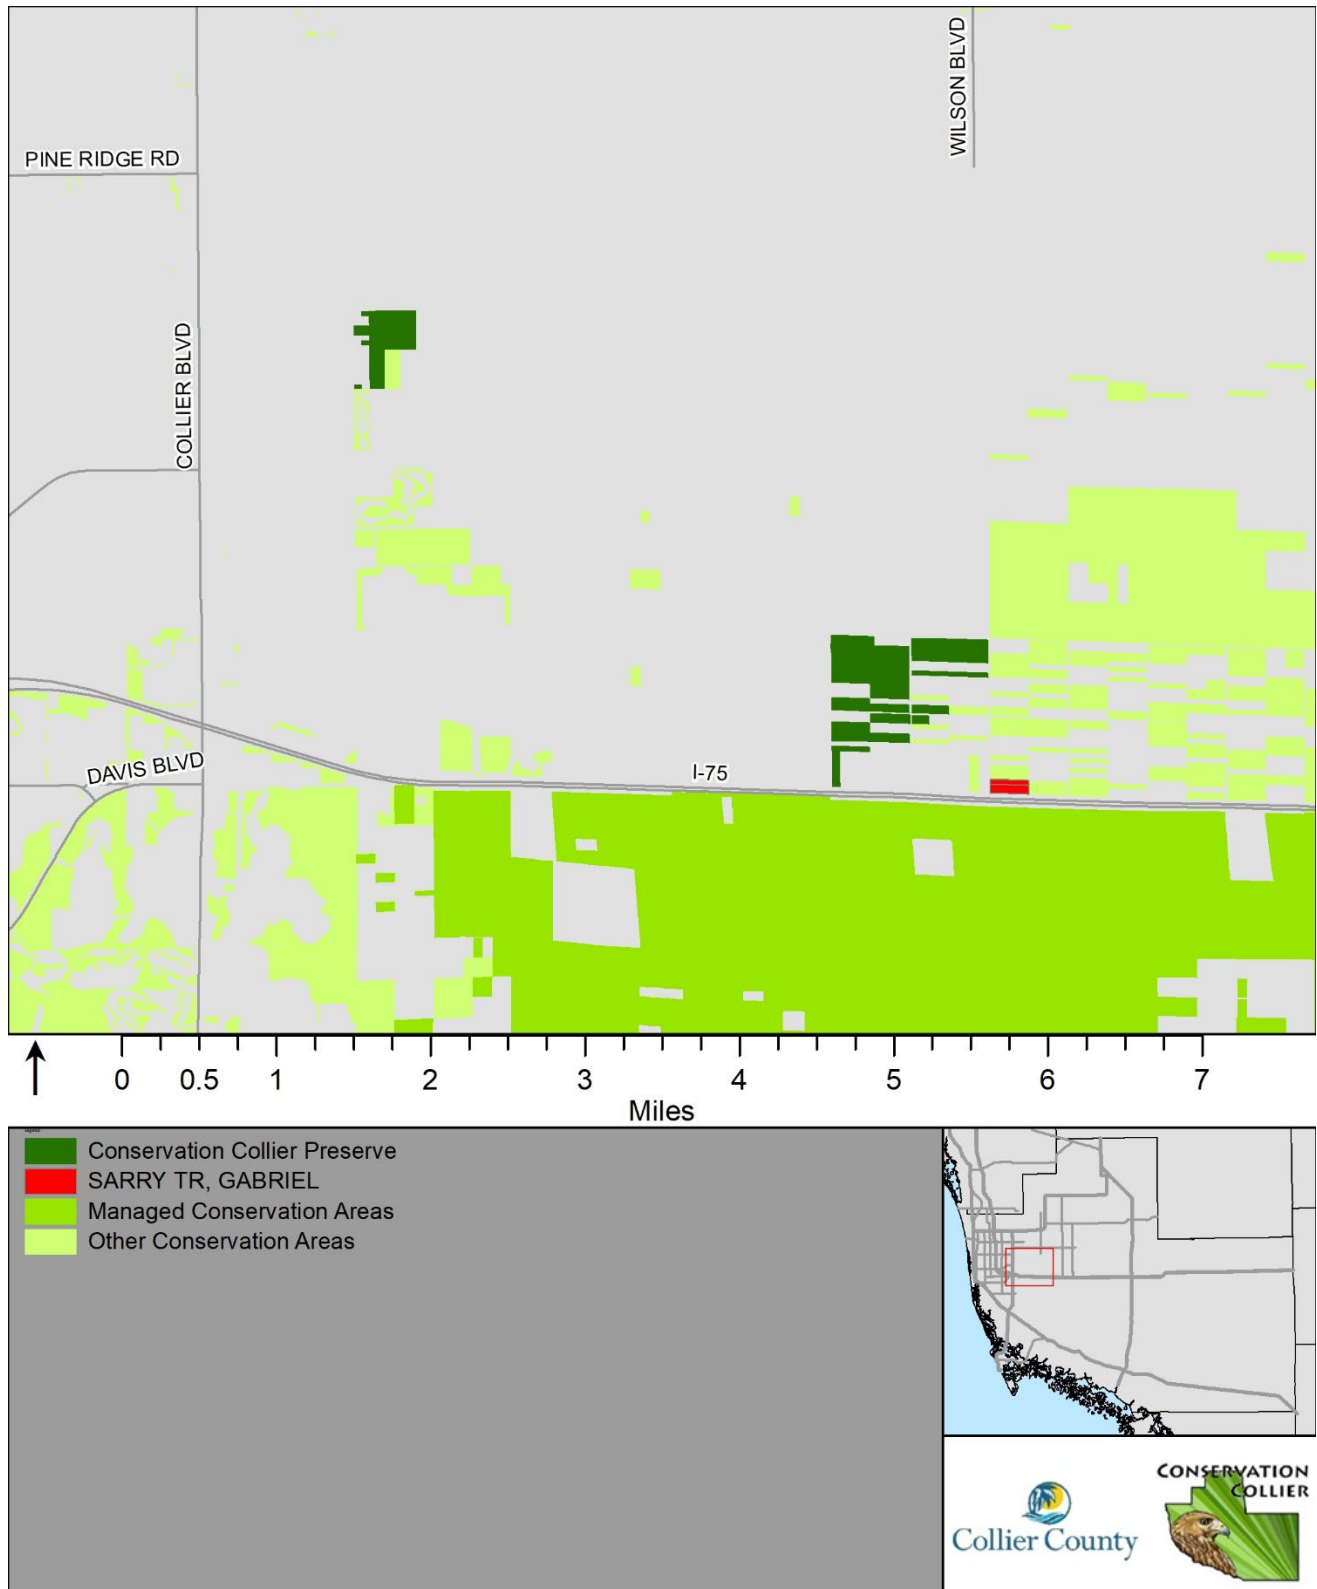 WILSON BLVD
PINE RIDGE RD
COLLIER BLVD
I-75
DAVIS BLVD
0 0.5 1 2 3 4 5 6 7
Miles
Conservation Collier Preserve
SARRY TR, GABRIEL
Managed Conservation Areas
Other Conservation Areas
CONSERVATION
COLLIER
Collier County